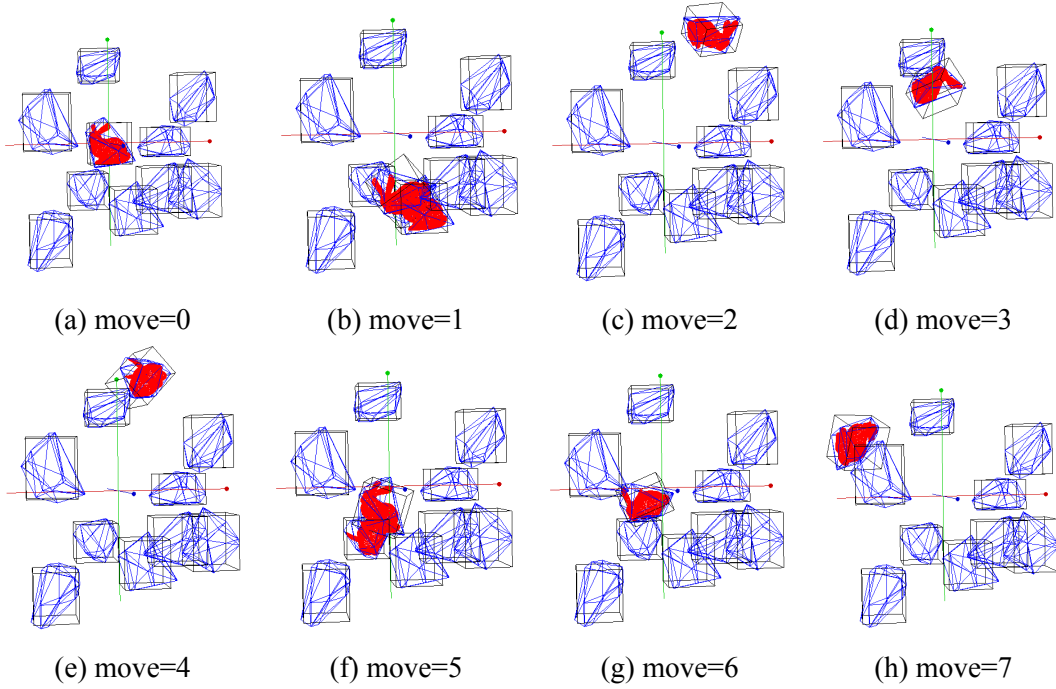 (a) move=0
(b) move=1
(c) move=2
(d) move=3
(e) move=4
(f) move=5
(g) move=6
(h) move=7